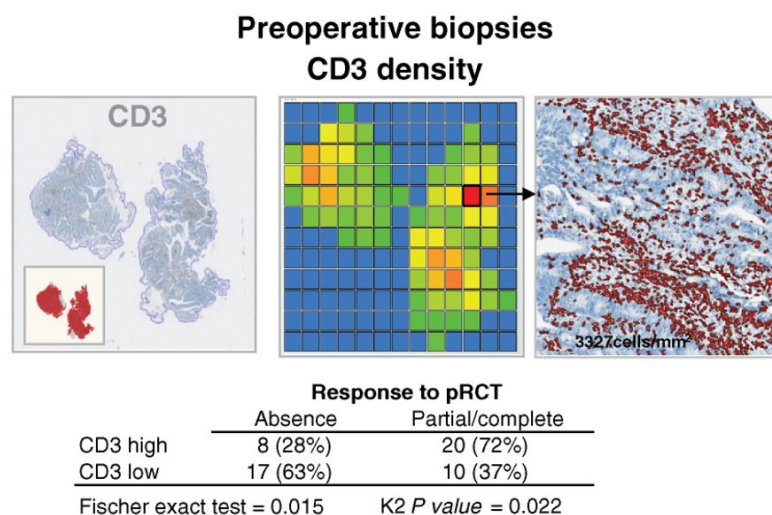 Preoperative biopsies
CD3 density
CD3
3327cells/mm²
Response to pRCT
Absence Partial/complete
CD3 high 8 (28%) 20 (72%)
CD3 low 17 (63%) 10 (37%)
Fischer exact test = 0.015 K2 P value = 0.022